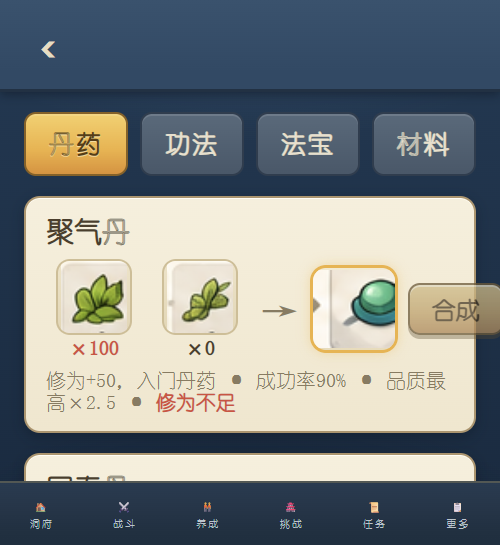 丹药 功法 法宝 材料
聚气丹
×100 ×0 合成
修为+50，入门丹药 ● 成功率90% ● 品质最
高×2.5 ● 修为不足
洞府 战斗 养成 挑战 任务 更多